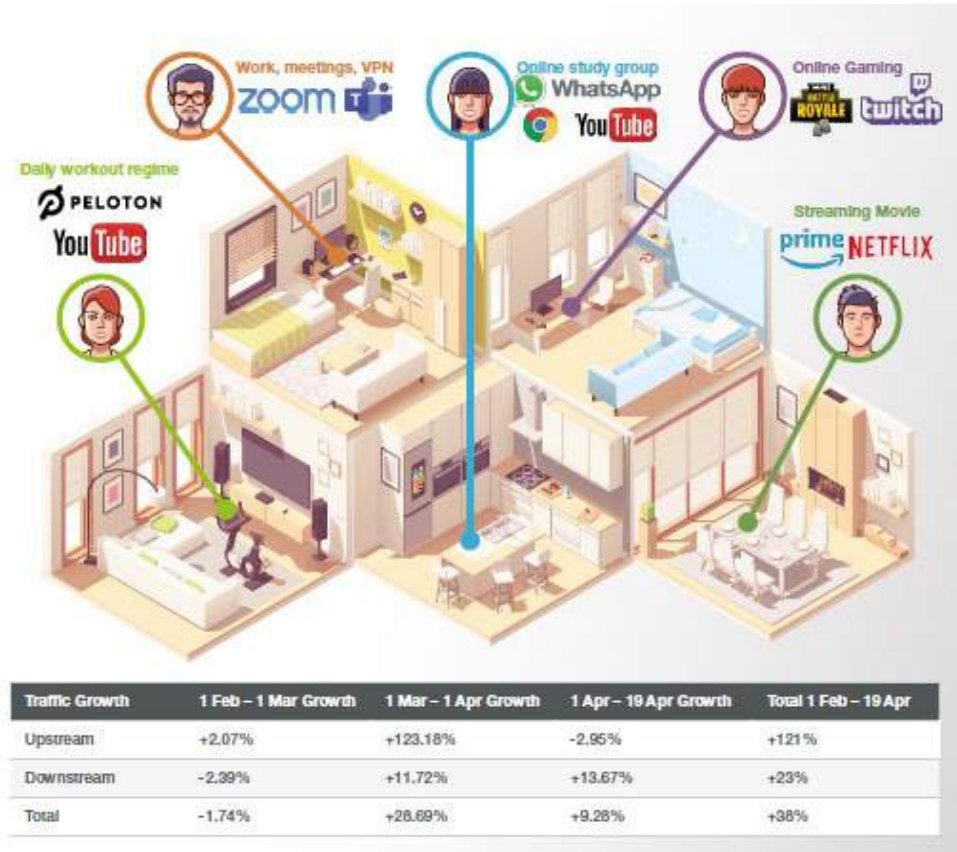 Work, meetings, VPN
zoom
Online study group
WhatsApp
YouTube
Online Gaming
BATTLE
ROYALE
twitch
Daily workout regime
PELOTON
YouTube
Streaming Movie
prime NETFLIX
Traffic Growth 1 Feb – 1 Mar Growth 1 Mar – 1 Apr Growth 1 Apr – 19 Apr Growth Total 1 Feb – 19 Apr
Upstream +2.07% +123.18% -2.95% +121%
Downstream -2.39% +11.72% +13.67% +23%
Total -1.74% +28.69% +9.28% +38%